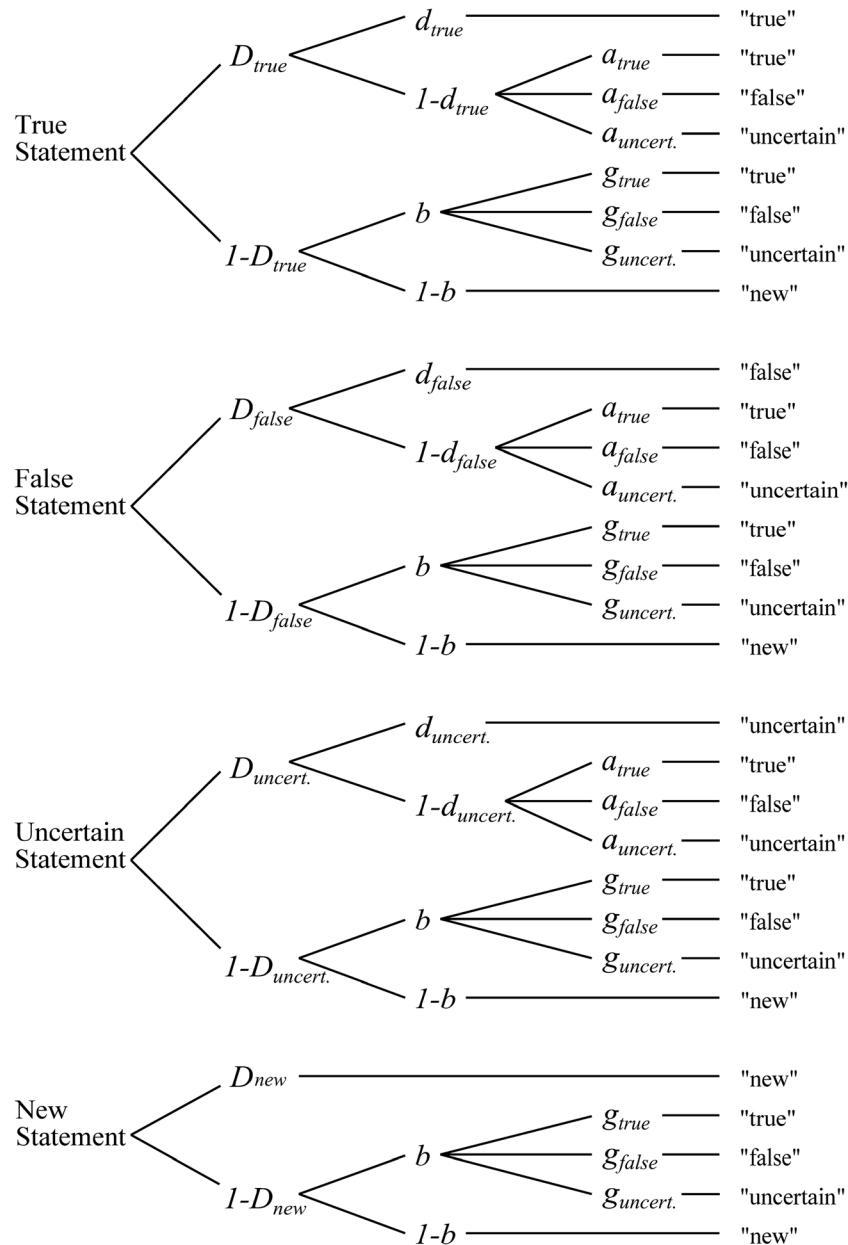 d_true "true"
D_true a_true "true"
1-d_true a_false "false"
True
Statement a_uncert. "uncertain"
g_true "true"
b g_false "false"
1-D_true g_uncert. "uncertain"
1-b "new"
d_false "false"
D_false a_true "true"
1-d_false a_false "false"
False
Statement a_uncert. "uncertain"
g_true "true"
b g_false "false"
1-D_false g_uncert. "uncertain"
1-b "new"
d_uncert. "uncertain"
D_uncert. a_true "true"
1-d_uncert. a_false "false"
Uncertain
Statement a_uncert. "uncertain"
g_true "true"
b g_false "false"
1-D_uncert. g_uncert. "uncertain"
1-b "new"
D_new "new"
New
Statement g_true "true"
b g_false "false"
1-D_new g_uncert. "uncertain"
1-b "new"